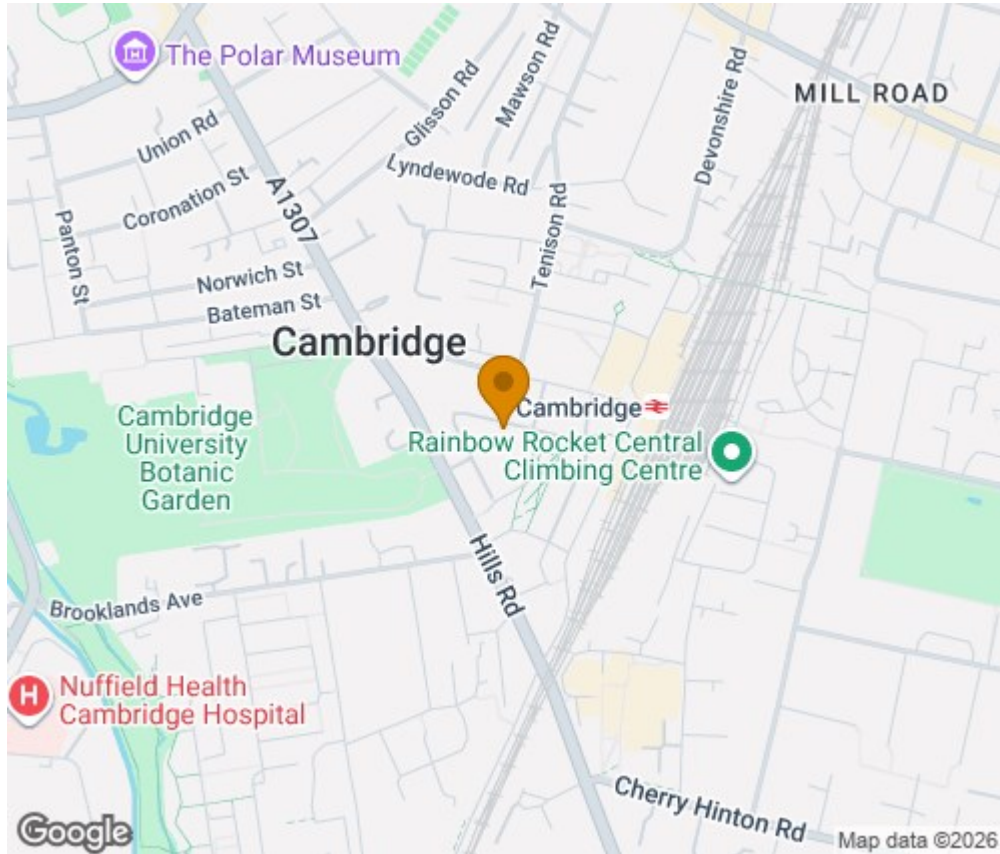 The Polar Museum
MILL ROAD
Mawson Rd
Glisson Rd
Devonshire Rd
Union Rd
Lyndewode Rd
Coronation St
A1307
Tenison Rd
Panton St
Norwich St
Bateman St
Cambridge
Cambridge
Cambridge
University
Botanic
Garden
Rainbow Rocket Central
Climbing Centre
Hills Rd
Brooklands Ave
H
Nuffield Health
Cambridge Hospital
Cherry Hinton Rd
Google
Map data ©2026